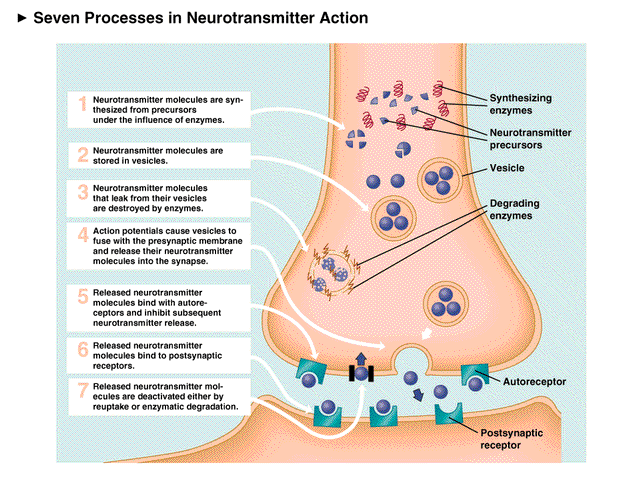 ► Seven Processes in Neurotransmitter Action
1 Neurotransmitter molecules are syn-
thesized from precursors
under the influence of enzymes.
2 Neurotransmitter molecules are
stored in vesicles.
3 Neurotransmitter molecules
that leak from their vesicles
are destroyed by enzymes.
4 Action potentials cause vesicles to
fuse with the presynaptic membrane
and release their neurotransmitter
molecules into the synapse.
5 Released neurotransmitter
molecules bind with autore-
ceptors and inhibit subsequent
neurotransmitter release.
6 Released neurotransmitter
molecules bind to postsynaptic
receptors.
7 Released neurotransmitter mol-
ecules are deactivated either by
reuptake or enzymatic degradation.
Synthesizing
enzymes
Neurotransmitter
precursors
Vesicle
Degrading
enzymes
Autoreceptor
Postsynaptic
receptor